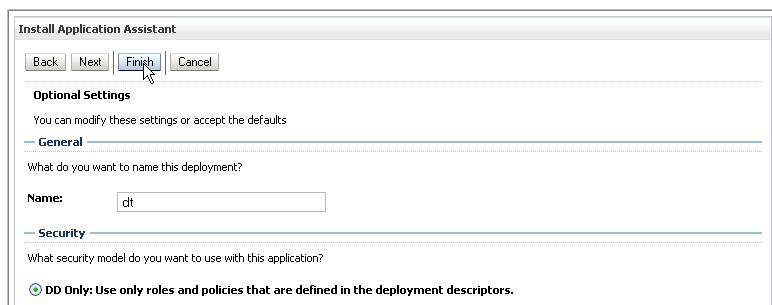 Install Application Assistant
Back Next Finish Cancel
Optional Settings
You can modify these settings or accept the defaults
General
What do you want to name this deployment?
Name: dt
Security
What security model do you want to use with this application?
DD Only: Use only roles and policies that are defined in the deployment descriptors.